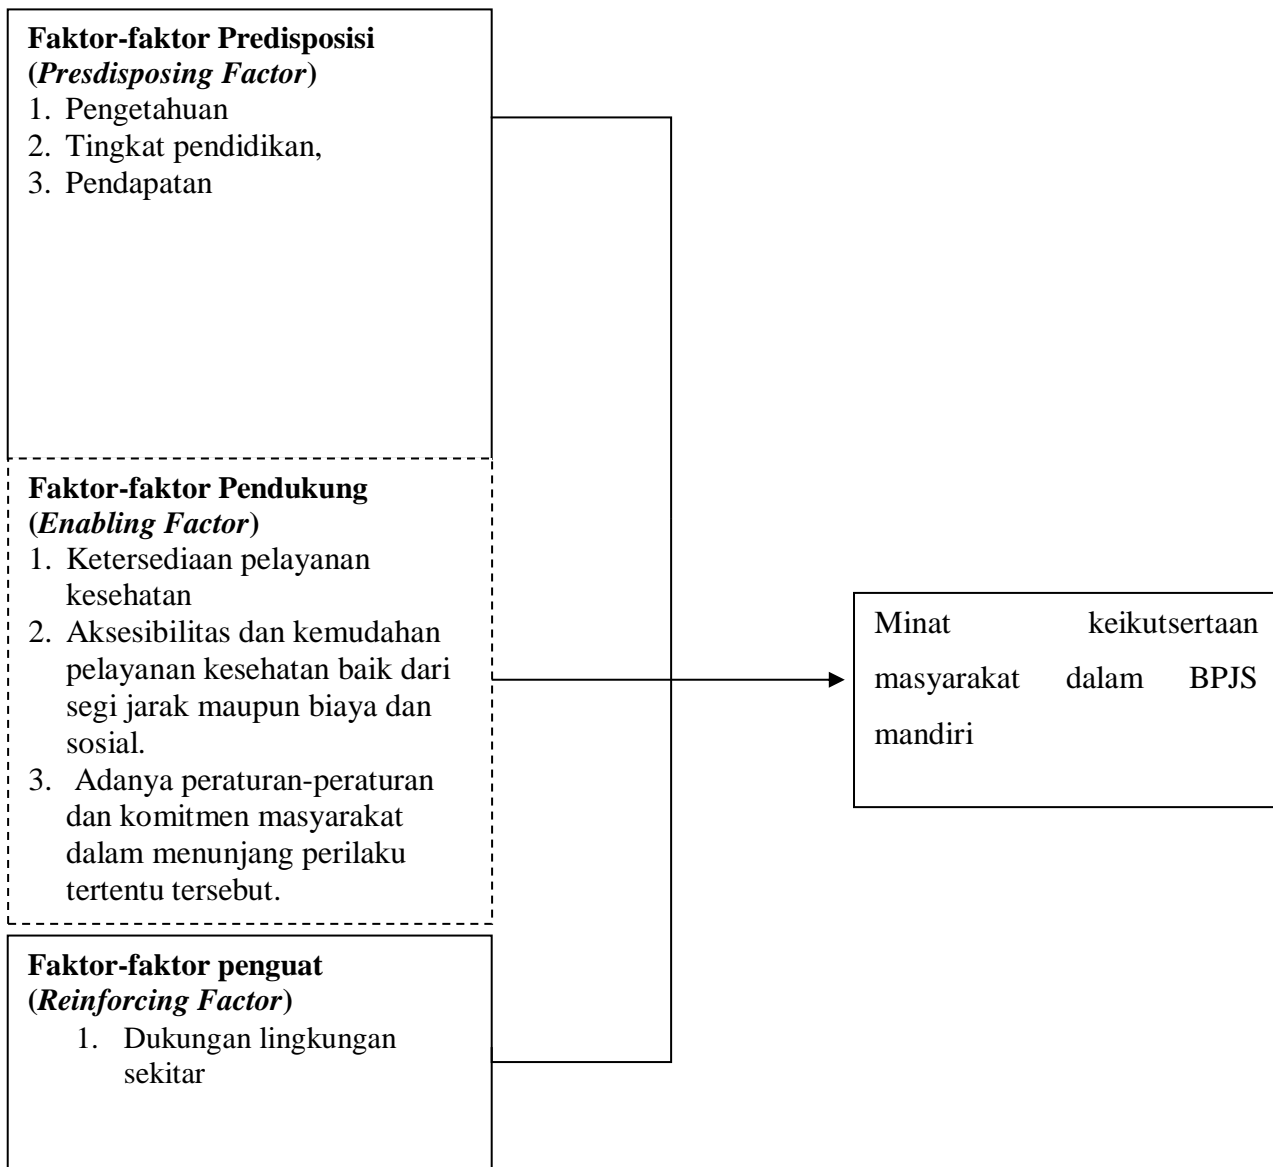 Faktor-faktor Predisposisi
(Presdisposing Factor)
1. Pengetahuan
2. Tingkat pendidikan,
3. Pendapatan
Faktor-faktor Pendukung
(Enabling Factor)
1. Ketersediaan pelayanan
kesehatan
2. Aksesibilitas dan kemudahan
pelayanan kesehatan baik dari
segi jarak maupun biaya dan
sosial.
3. Adanya peraturan-peraturan
dan komitmen masyarakat
dalam menunjang perilaku
tertentu tersebut.
Faktor-faktor penguat
(Reinforcing Factor)
1. Dukungan lingkungan
sekitar
Minat keikutsertaan
masyarakat dalam BPJS
mandiri